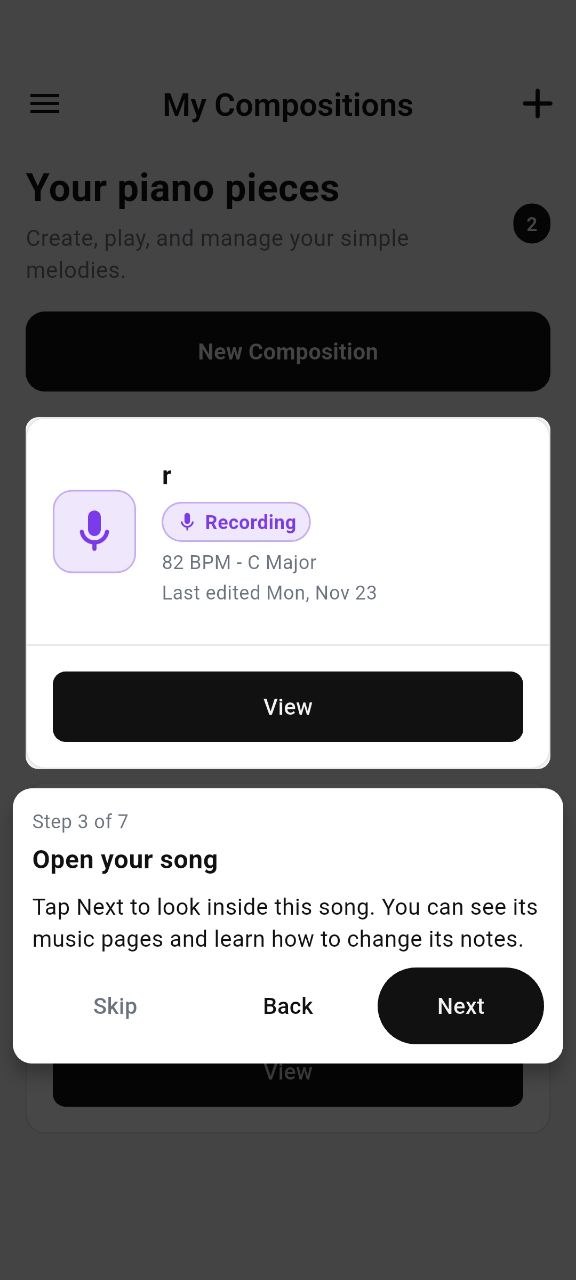 My Compositions
Your piano pieces
Create, play, and manage your simple
melodies.
2
New Composition
r
Recording
82 BPM - C Major
Last edited Mon, Nov 23
View
Step 3 of 7
Open your song
Tap Next to look inside this song. You can see its
music pages and learn how to change its notes.
Skip
Back
Next
View